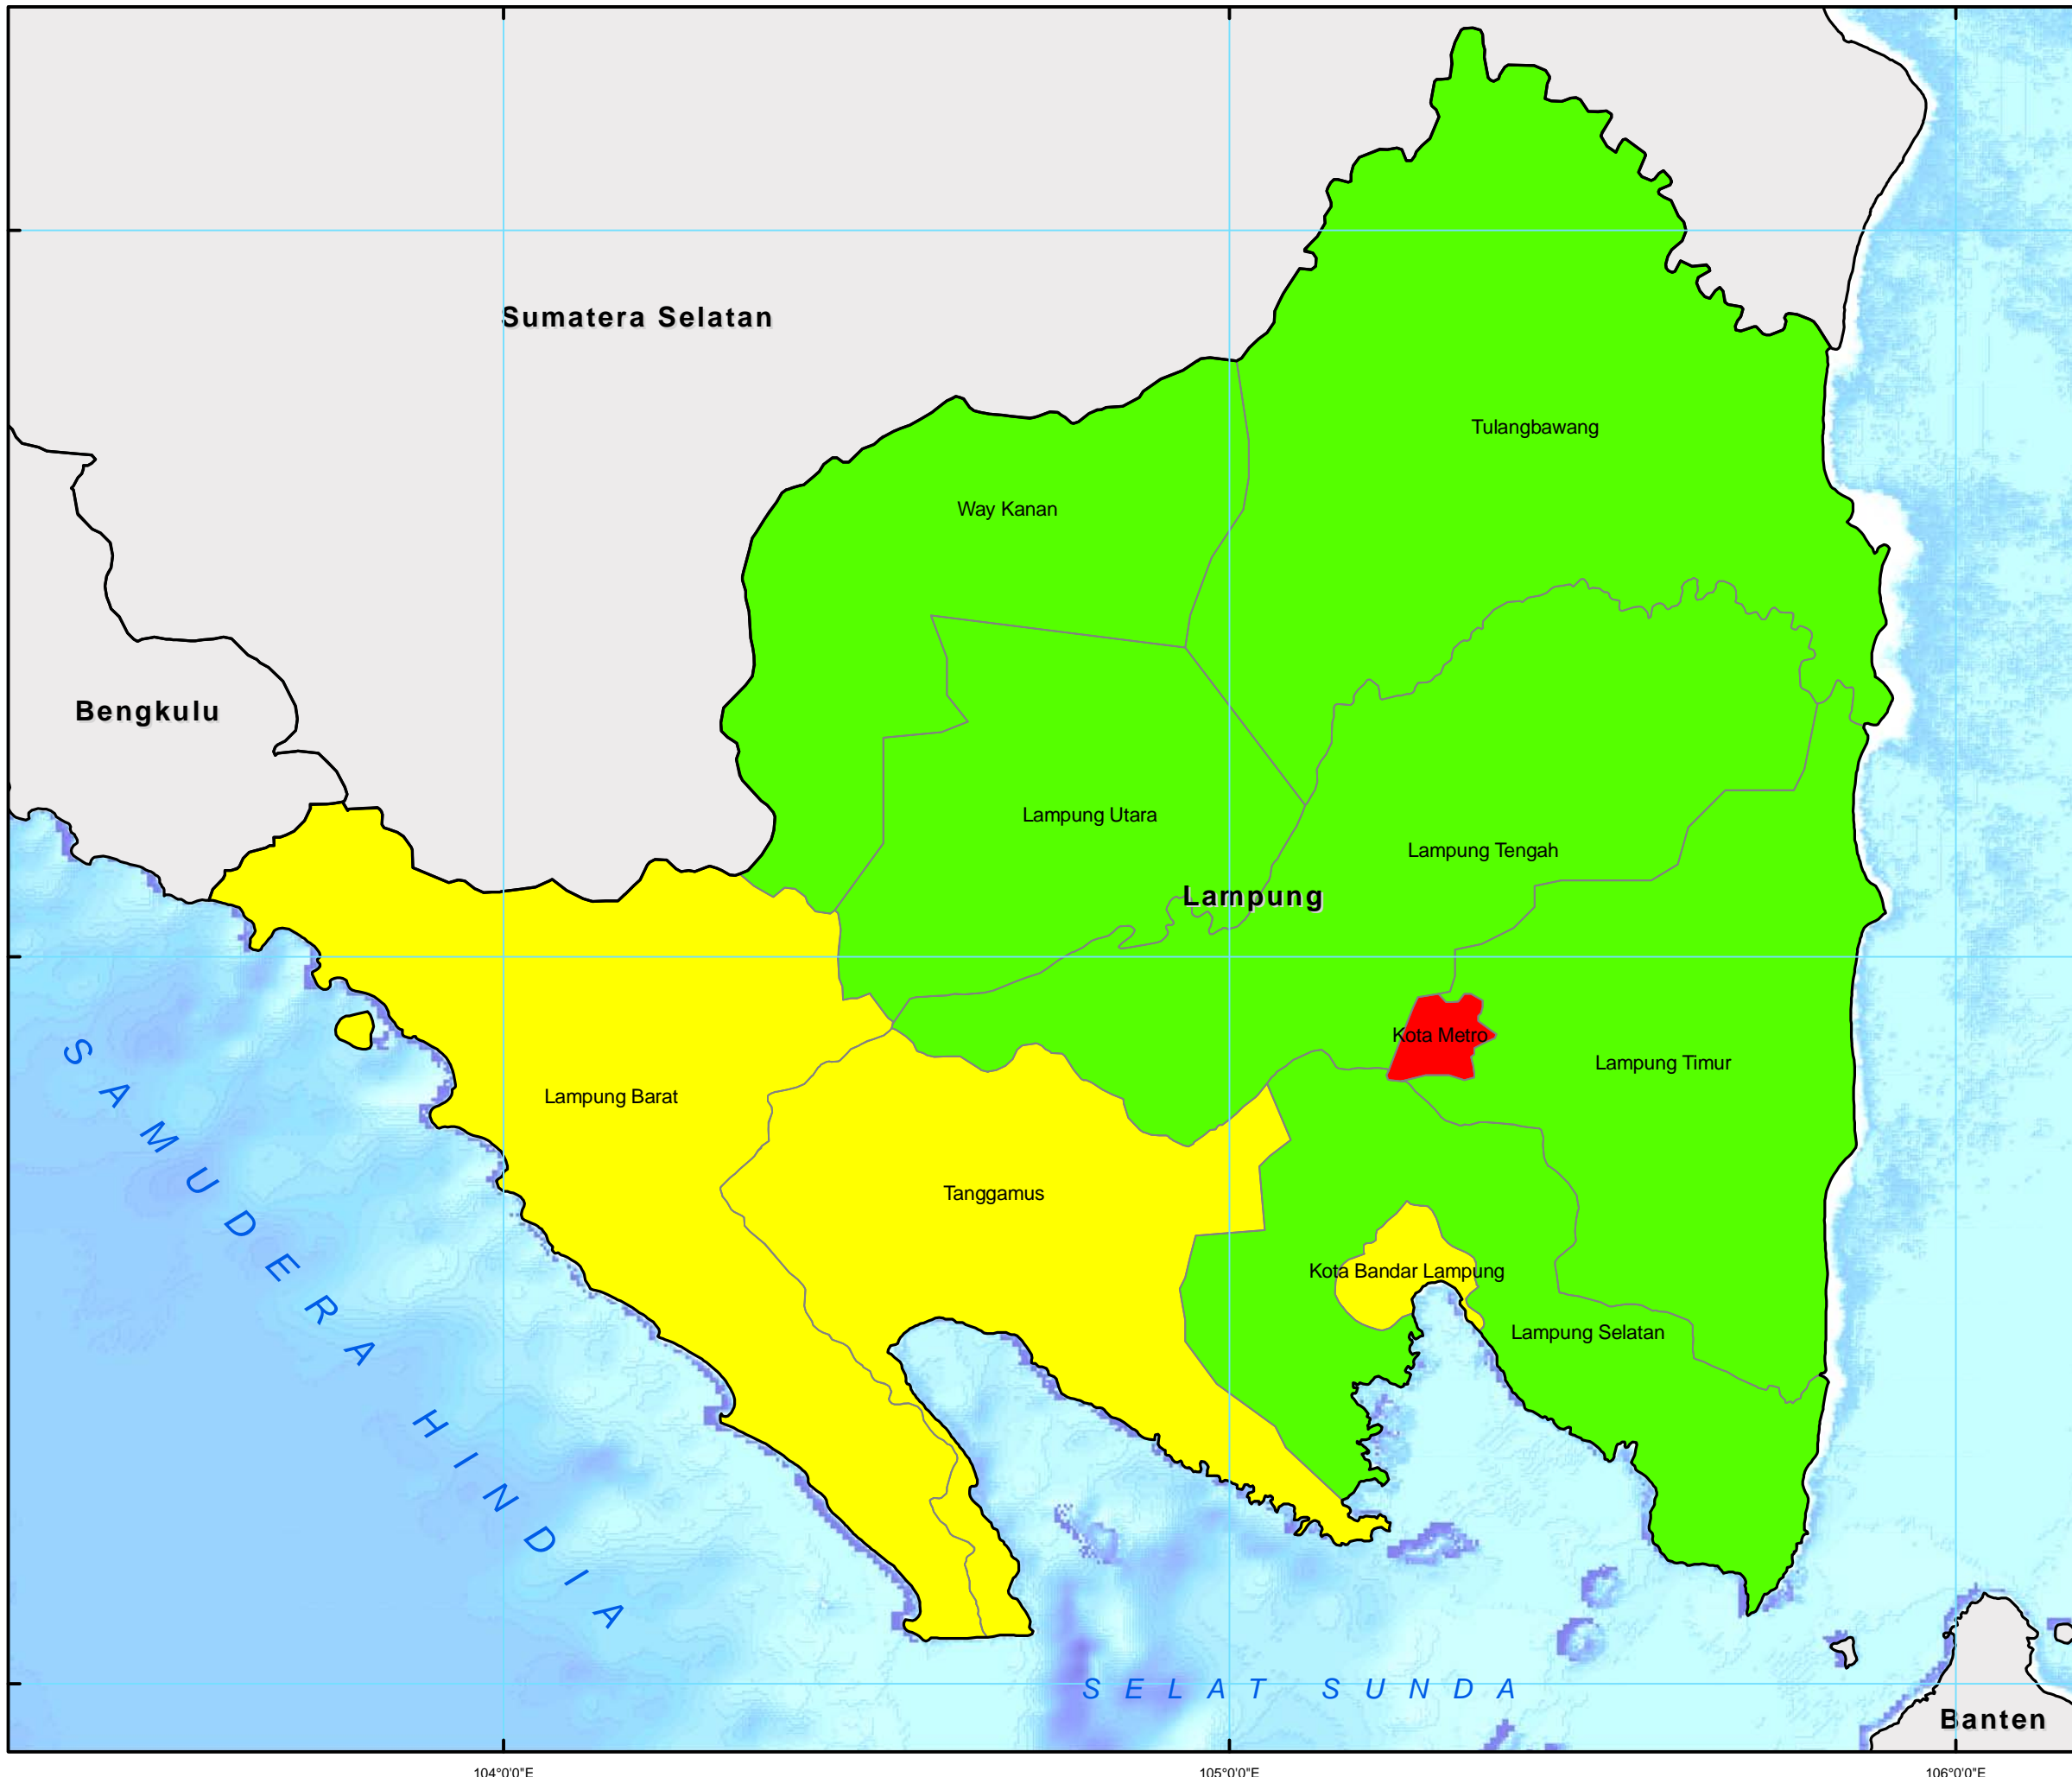 Sumatera Selatan
Tulangbawang
Way Kanan
Bengkulu
Lampung Utara
Lampung Tengah
Lampung
Kota Metro
Lampung Timur
Lampung Barat
Tanggamus
Kota Bandar Lampung
Lampung Selatan
SAMUDERA HINDIA
SELAT SUNDA
Banten
104°0'0"E
105°0'0"E
106°0'0"E